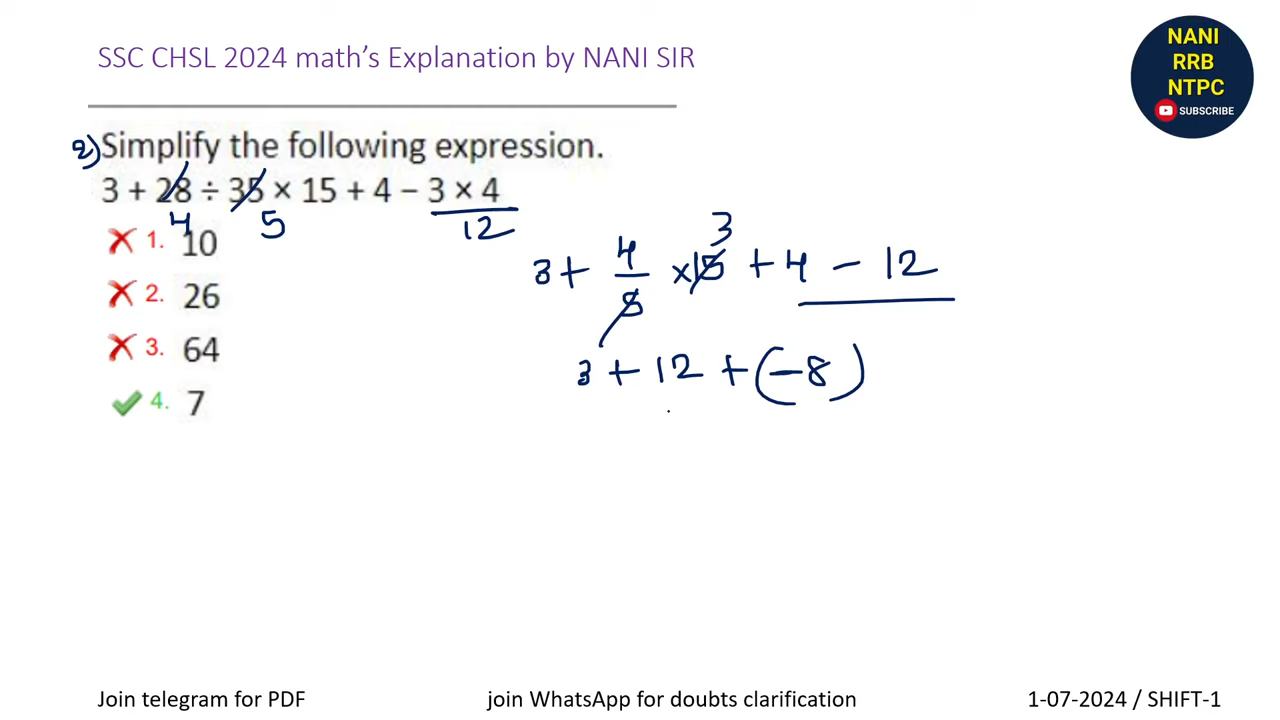 SSC CHSL 2024 math's Explanation by NANI SIR
NANI
RRB
NTPC
SUBSCRIBE
2) Simplify the following expression.
3 + 28 ÷ 35 × 15 + 4 − 3 × 4
4 5 12
1. 10
2. 26
3. 64
4. 7
3
3 + 4/5 × 15 + 4 − 12
3 + 12 + (−8)
Join telegram for PDF
join WhatsApp for doubts clarification
1-07-2024 / SHIFT-1